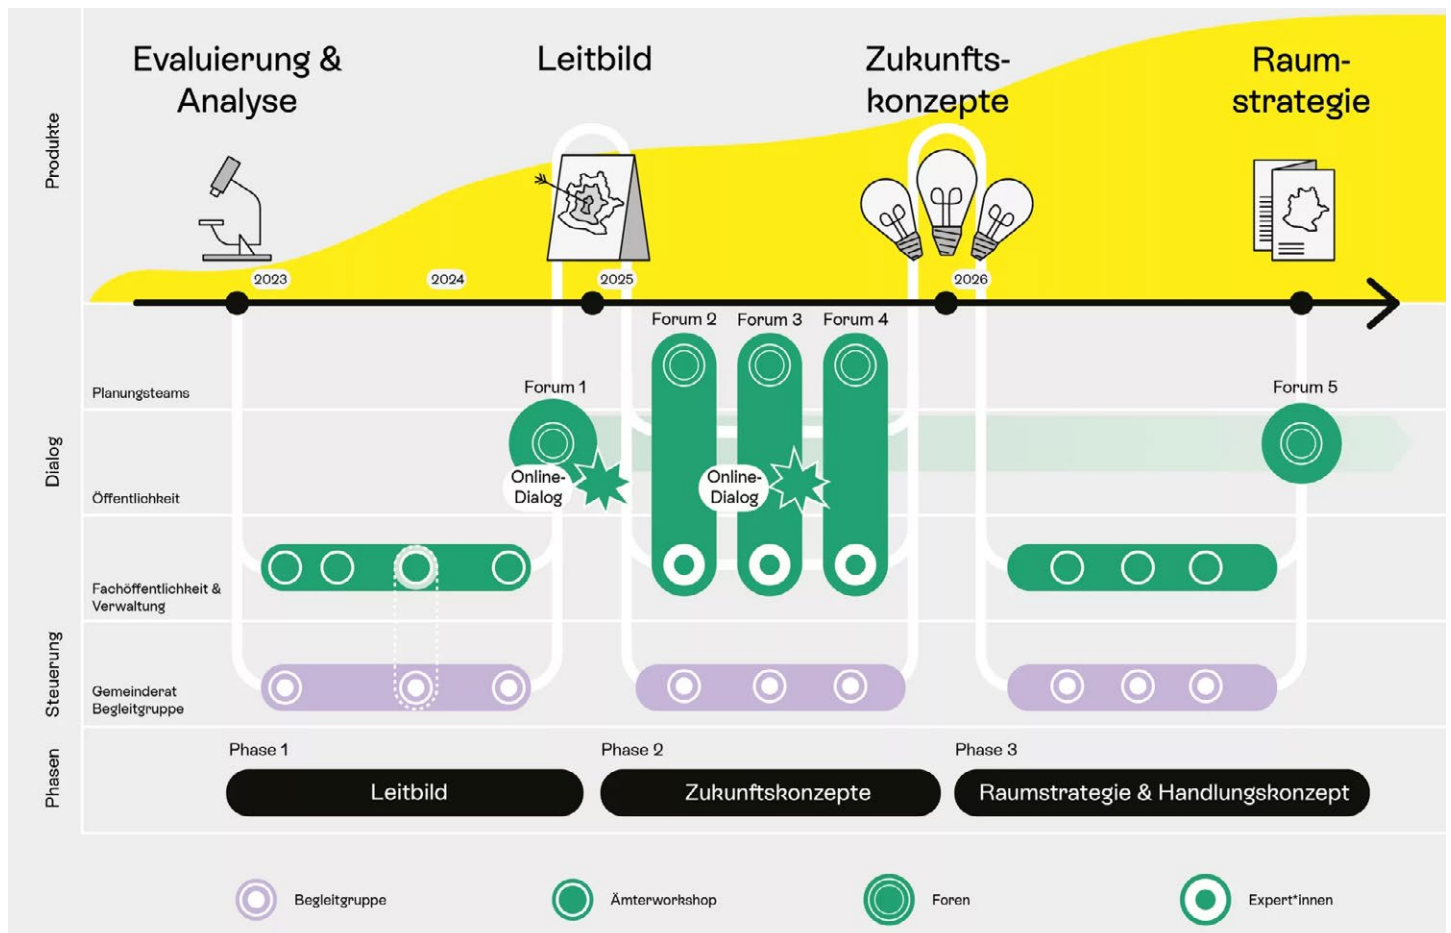 Produkte
Evaluierung &
Analyse
Leitbild
Zukunfts-
konzepte
Raum-
strategie
2023
2024
2025
2026
Dialog
Planungsteams
Öffentlichkeit
Fachöffentlichkeit &
Verwaltung
Forum 1
Forum 2
Forum 3
Forum 4
Forum 5
Online-
Dialog
Online-
Dialog
Steuerung
Gemeinderat
Begleitgruppe
Phasen
Phase 1
Leitbild
Phase 2
Zukunftskonzepte
Phase 3
Raumstrategie & Handlungskonzept
Begleitgruppe
Ämterworkshop
Foren
Expert*innen